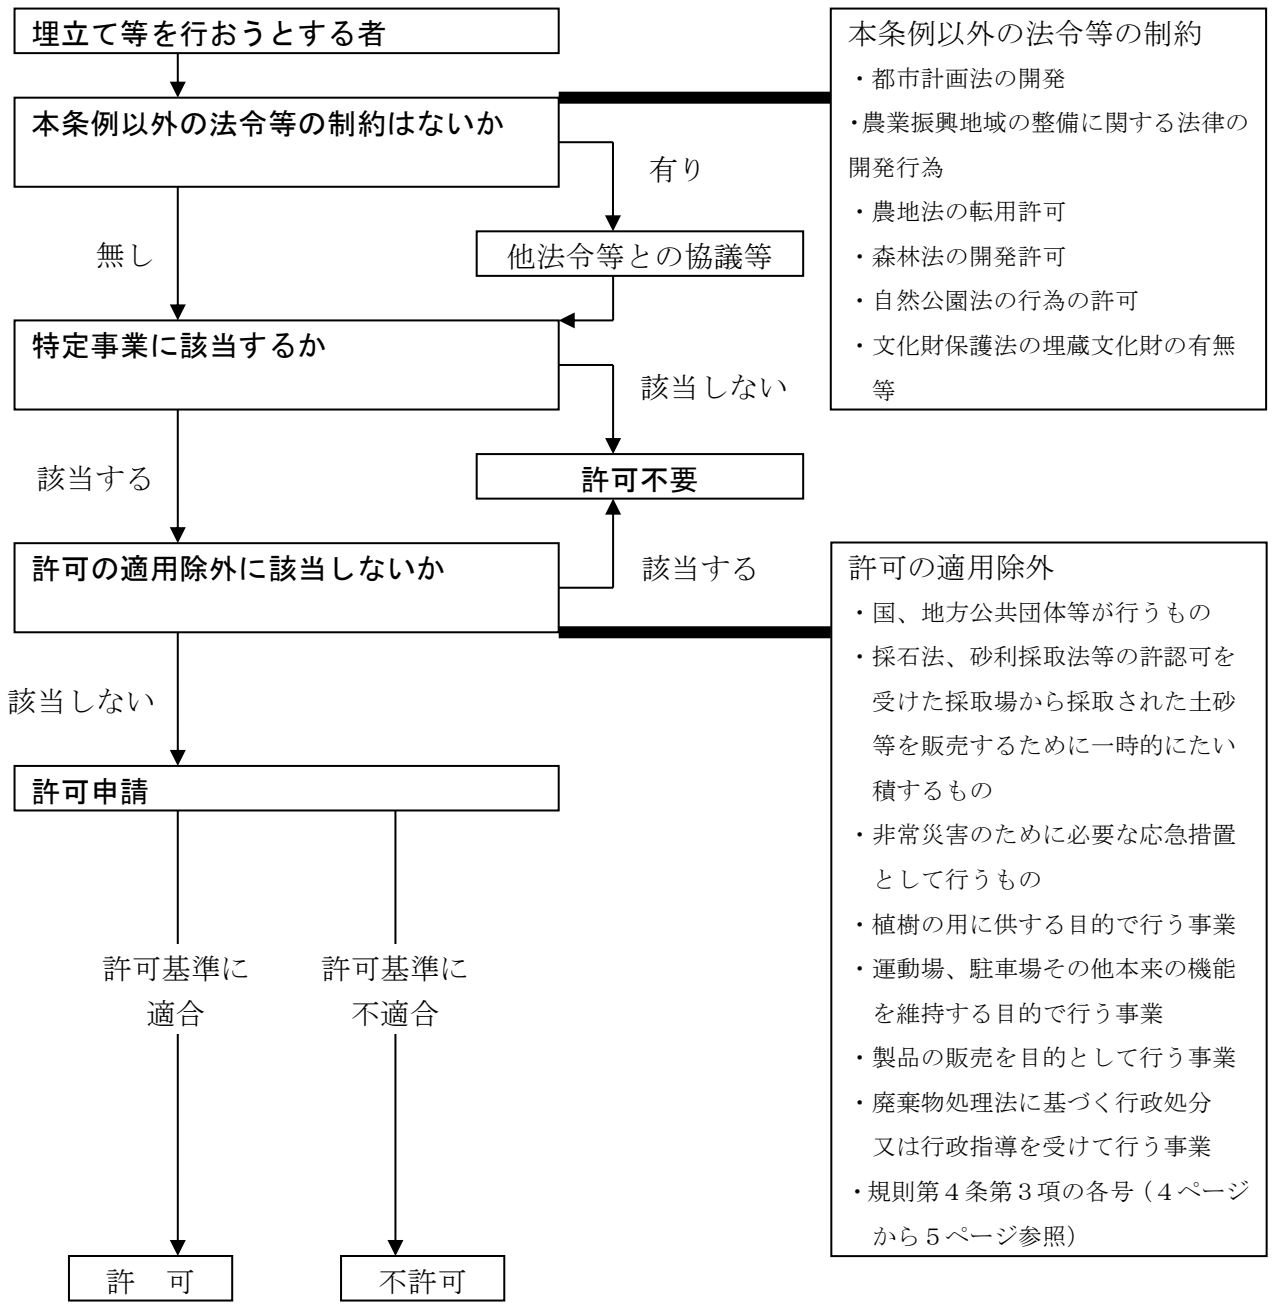 埋立て等を行おうとする者
本条例以外の法令等の制約はないか
有り
無し
他法令等との協議等
特定事業に該当するか
該当しない
該当する
許可不要
許可の適用除外に該当しないか
該当する
該当しない
許可申請
許可基準に
適合
許可基準に
不適合
許 可
不許可
本条例以外の法令等の制約
・都市計画法の開発
・農業振興地域の整備に関する法律の
開発行為
・農地法の転用許可
・森林法の開発許可
・自然公園法の行為の許可
・文化財保護法の埋蔵文化財の有無
等
許可の適用除外
・国、地方公共団体等が行うもの
・採石法、砂利採取法等の許認可を
受けた採取場から採取された土砂
等を販売するために一時的にたい
積するもの
・非常災害のために必要な応急措置
として行うもの
・植樹の用に供する目的で行う事業
・運動場、駐車場その他本来の機能
を維持する目的で行う事業
・製品の販売を目的として行う事業
・廃棄物処理法に基づく行政処分
又は行政指導を受けて行う事業
・規則第4条第3項の各号（4ページ
から5ページ参照）